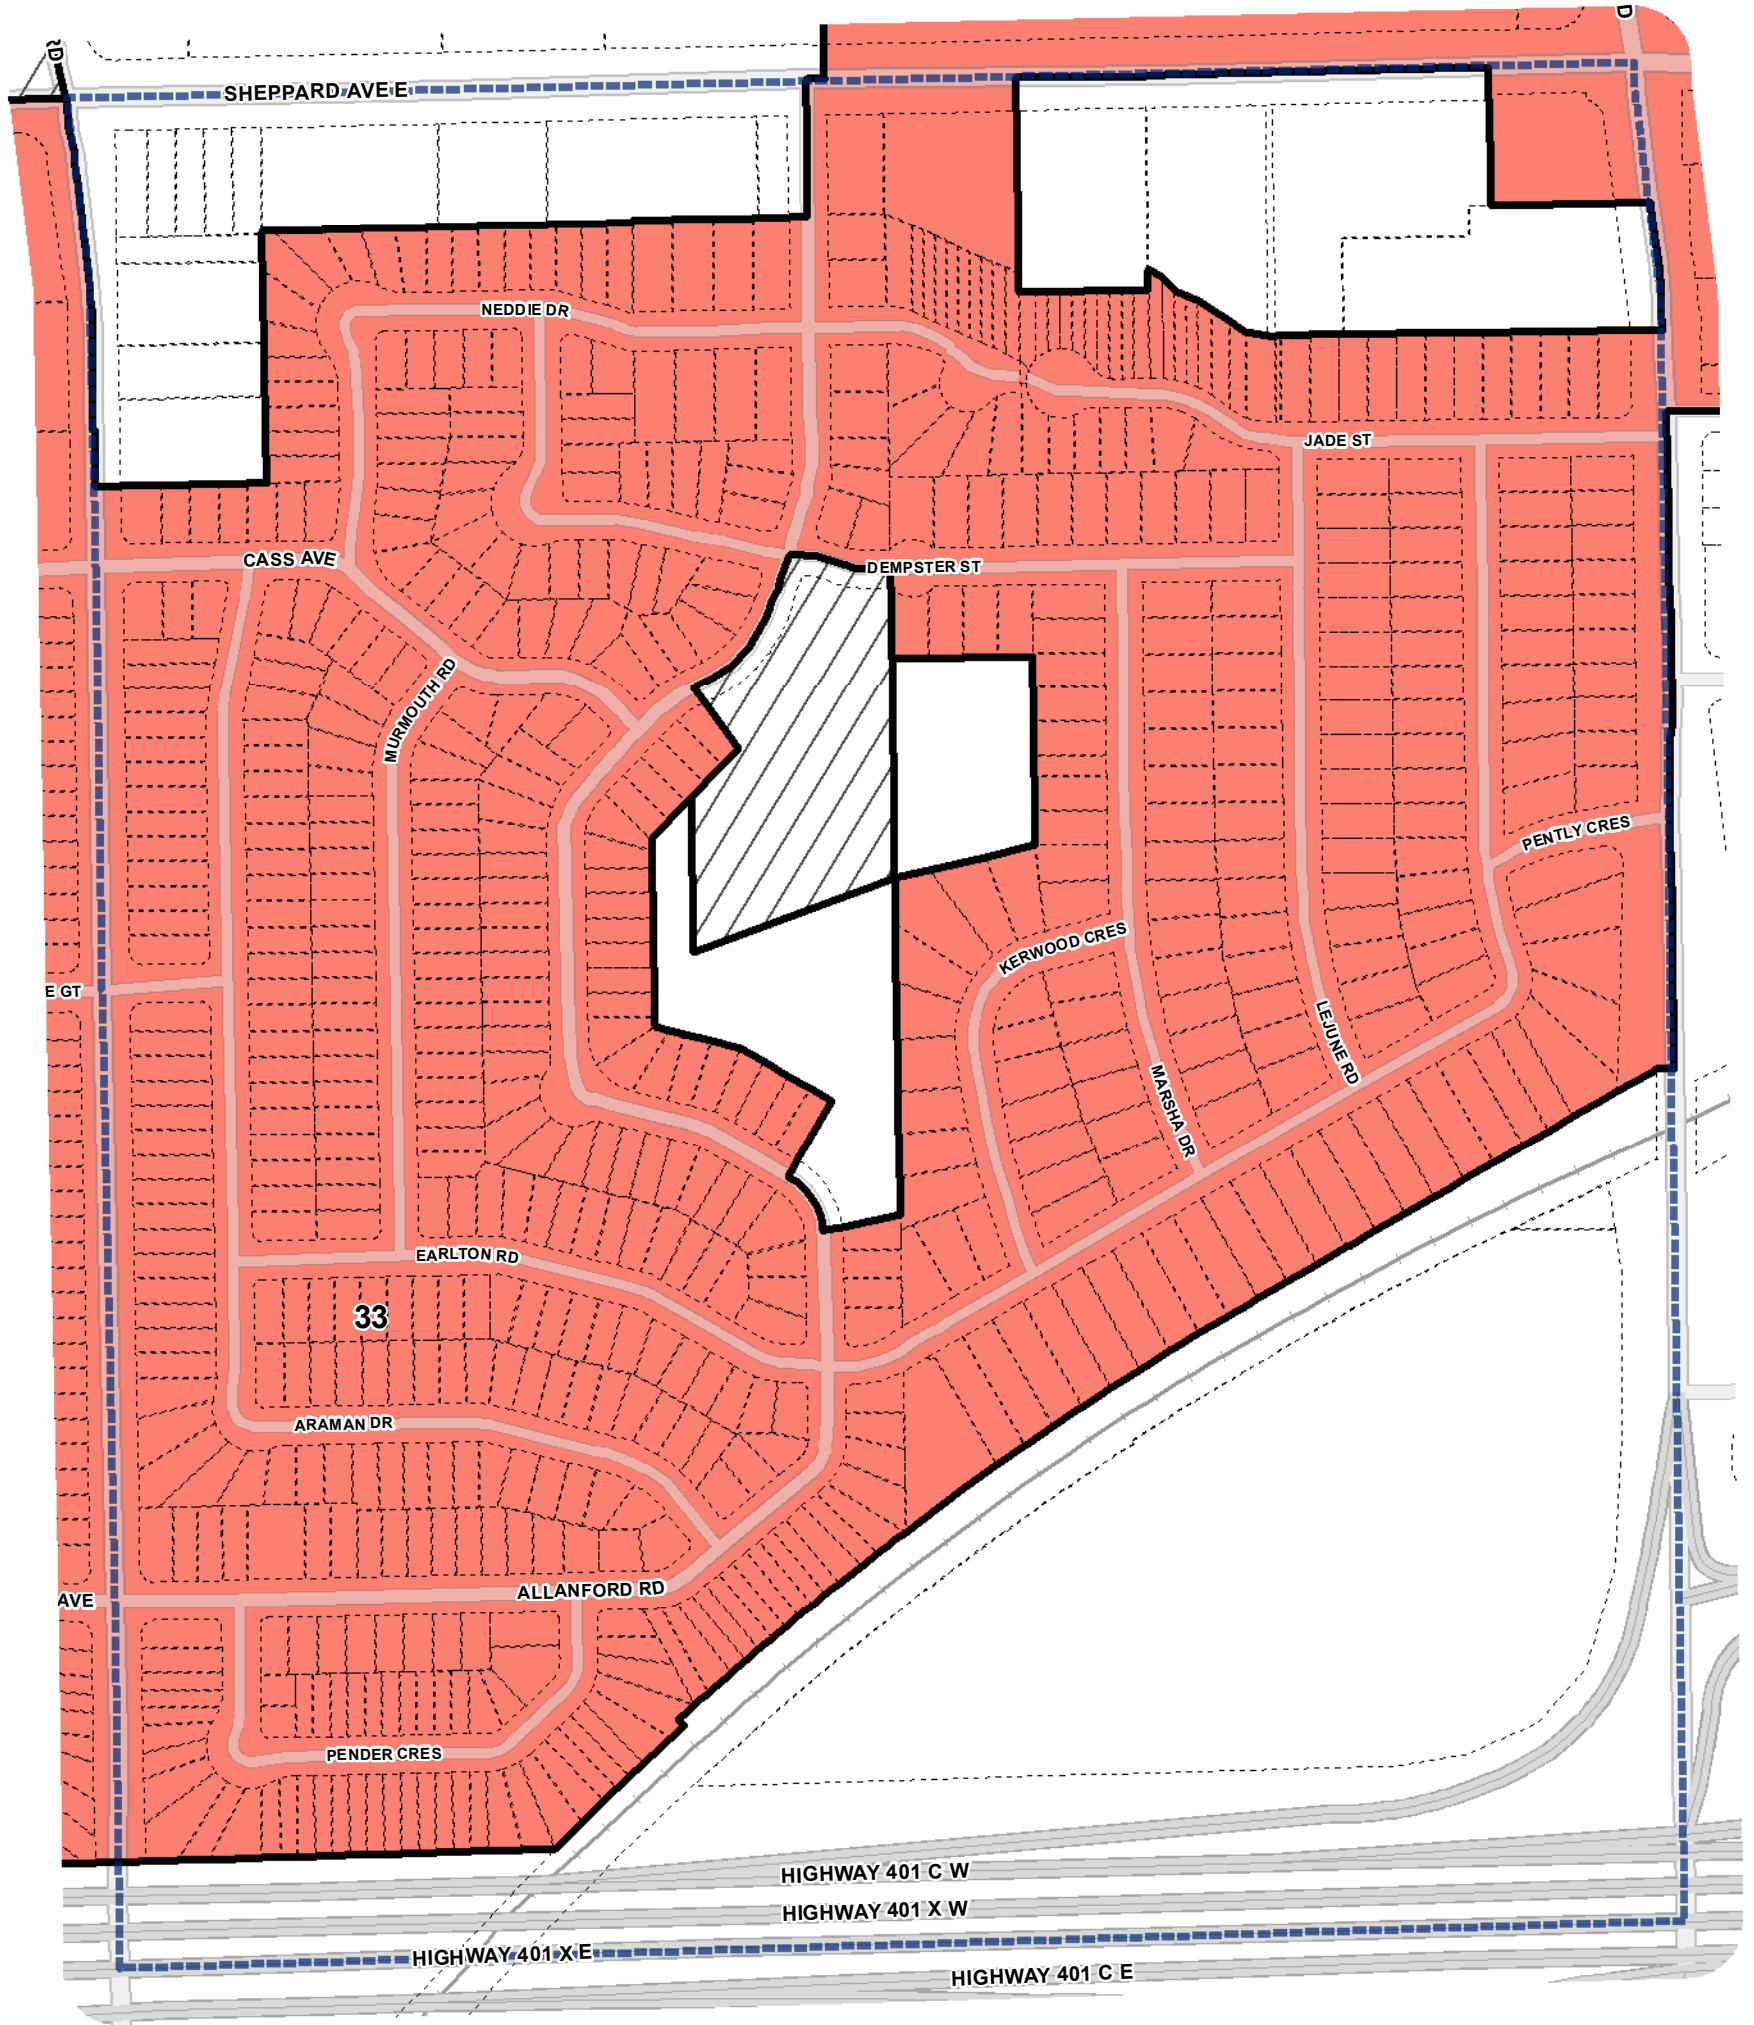 D
D
SHEPPARD AVE E
NEDDIE DR
JADE ST
CASS AVE
DEMPSTER ST
MURMOUTH RD
PENTLY CRES
KERWOOD CRES
E GT
LEJUNE RD
MARSHA DR
EARLTON RD
33
ARAMAN DR
ALLANFORD RD
AVE
PENDER CRES
HIGHWAY 401 C W
HIGHWAY 401 X W
HIGHWAY 401 X E
HIGHWAY 401 C E